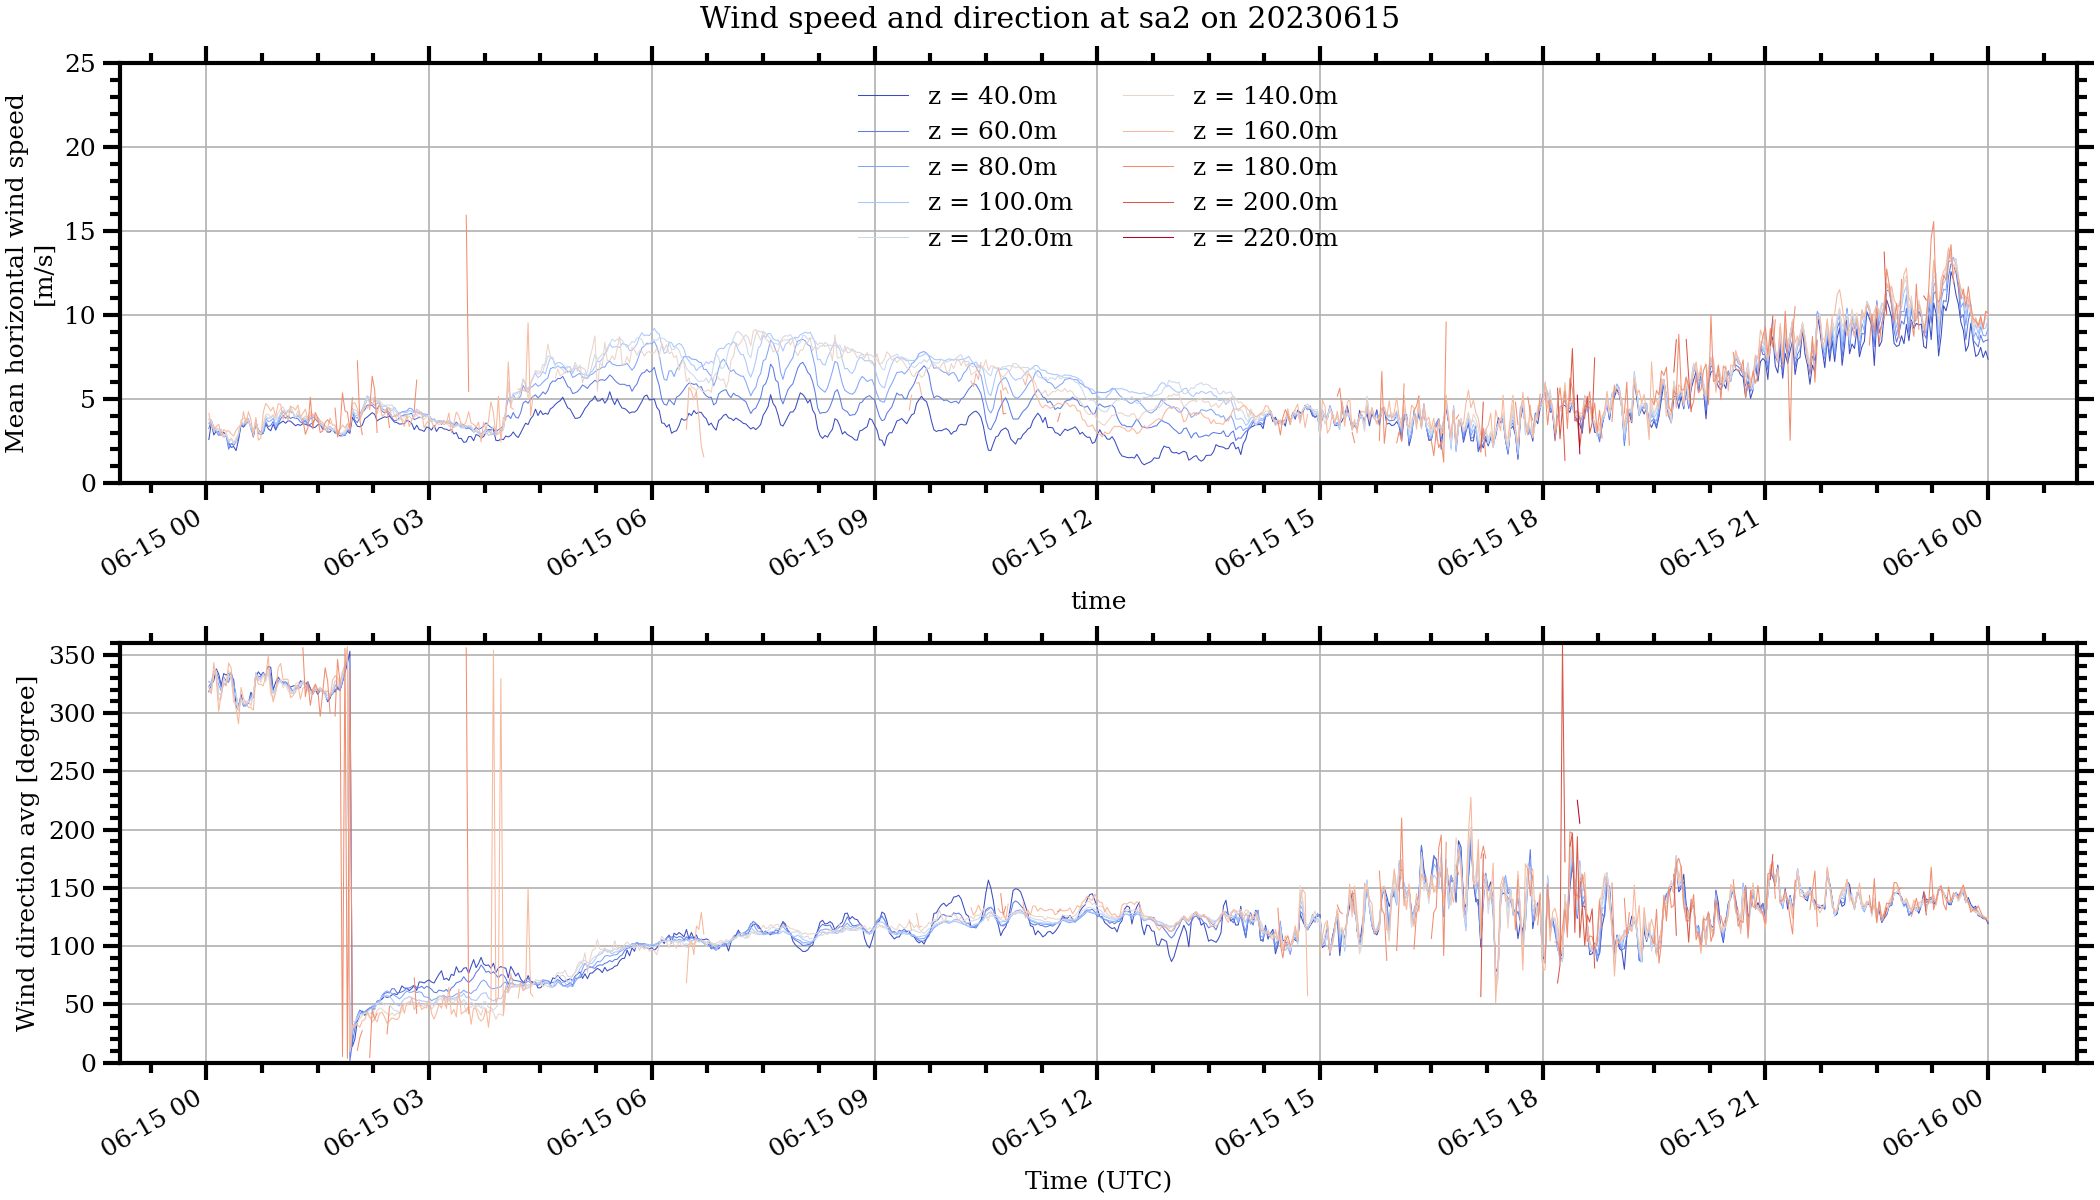 Wind speed and direction at sa2 on 20230615
Mean horizontal wind speed
[m/s]
25
20
15
10
5
0
z = 40.0m
z = 60.0m
z = 80.0m
z = 100.0m
z = 120.0m
z = 140.0m
z = 160.0m
z = 180.0m
z = 200.0m
z = 220.0m
06-15 00
06-15 03
06-15 06
06-15 09
06-15 12
06-15 15
06-15 18
06-15 21
06-16 00
time
Wind direction avg [degree]
350
300
250
200
150
100
50
0
06-15 00
06-15 03
06-15 06
06-15 09
06-15 12
06-15 15
06-15 18
06-15 21
06-16 00
Time (UTC)